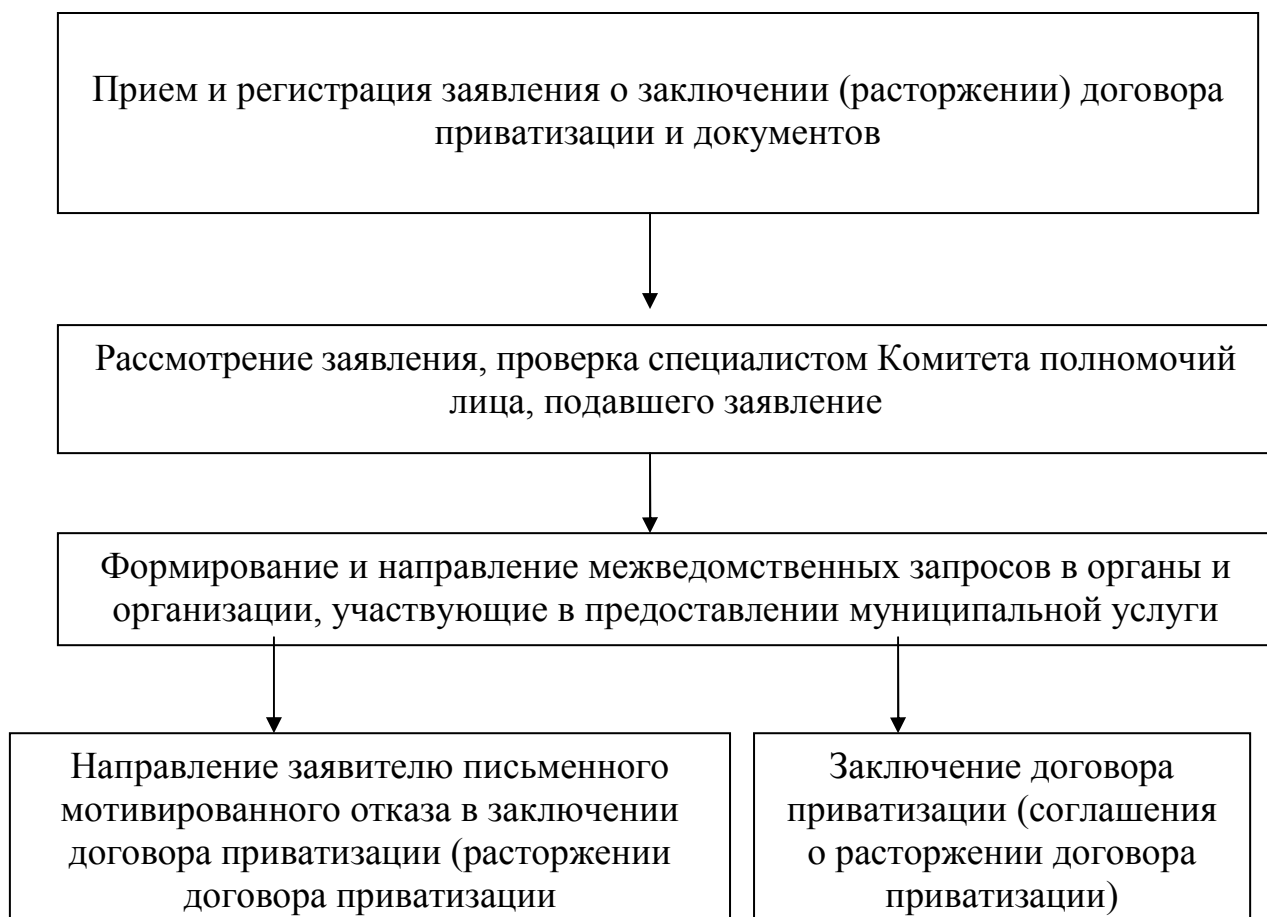 Прием и регистрация заявления о заключении (расторжении) договора
приватизации и документов
Рассмотрение заявления, проверка специалистом Комитета полномочий
лица, подавшего заявление
Формирование и направление межведомственных запросов в органы и
организации, участвующие в предоставлении муниципальной услуги
Направление заявителю письменного
мотивированного отказа в заключении
договора приватизации (расторжении
договора приватизации
Заключение договора
приватизации (соглашения
о расторжении договора
приватизации)